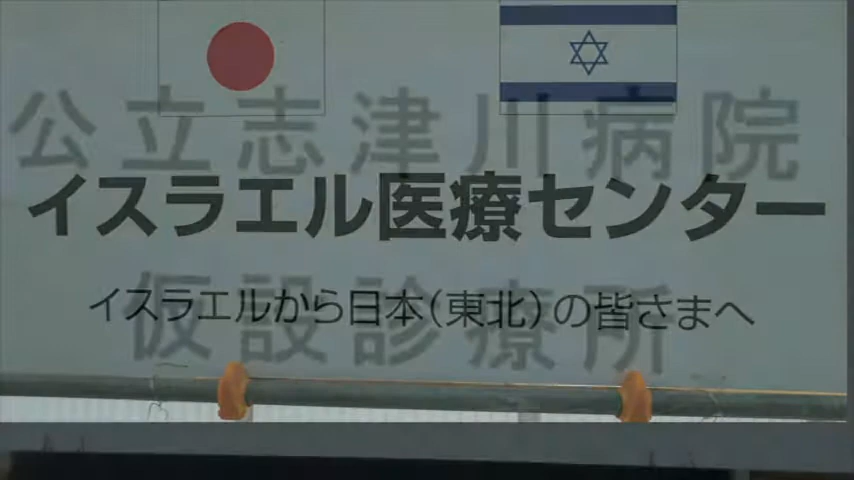 公立志津川病院
イスラエル医療センター
イスラエルから日本(東北)の皆さまへ
仮設診療所